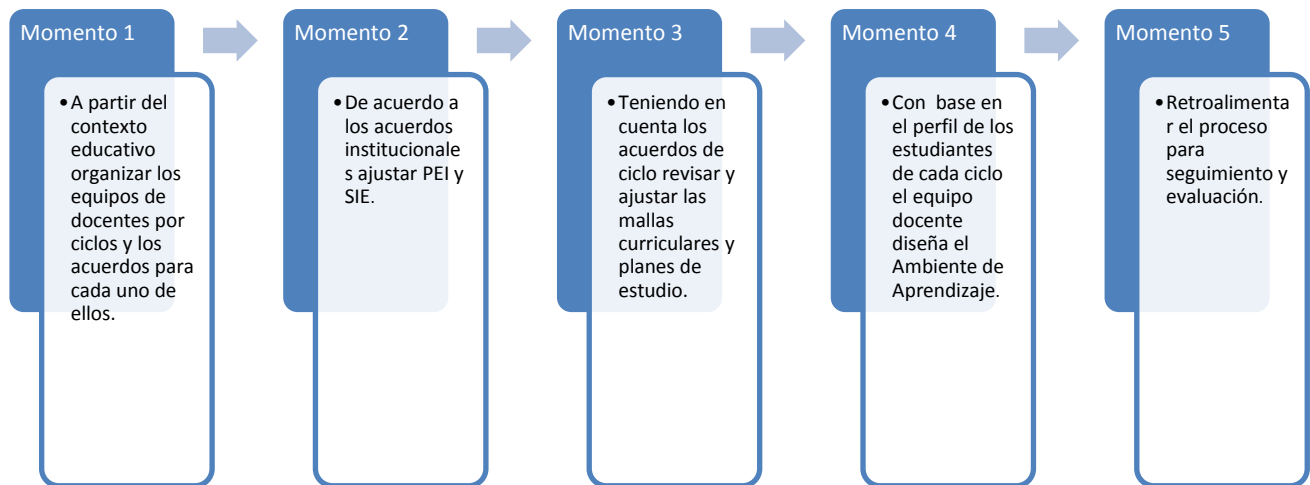 Momento 1
•A partir del
contexto
educativo
organizar los
equipos de
docentes por
ciclos y los
acuerdos para
cada uno de
ellos.
Momento 2
•De acuerdo a
los acuerdos
institucionale
s ajustar PEI y
SIE.
Momento 3
•Teniendo en
cuenta los
acuerdos de
ciclo revisar y
ajustar las
mallas
curriculares y
planes de
estudio.
Momento 4
•Con  base en
el perfil de los
estudiantes
de cada ciclo
el equipo
docente
diseña el
Ambiente de
Aprendizaje.
Momento 5
•Retroalimenta
r el proceso
para
seguimiento y
evaluación.